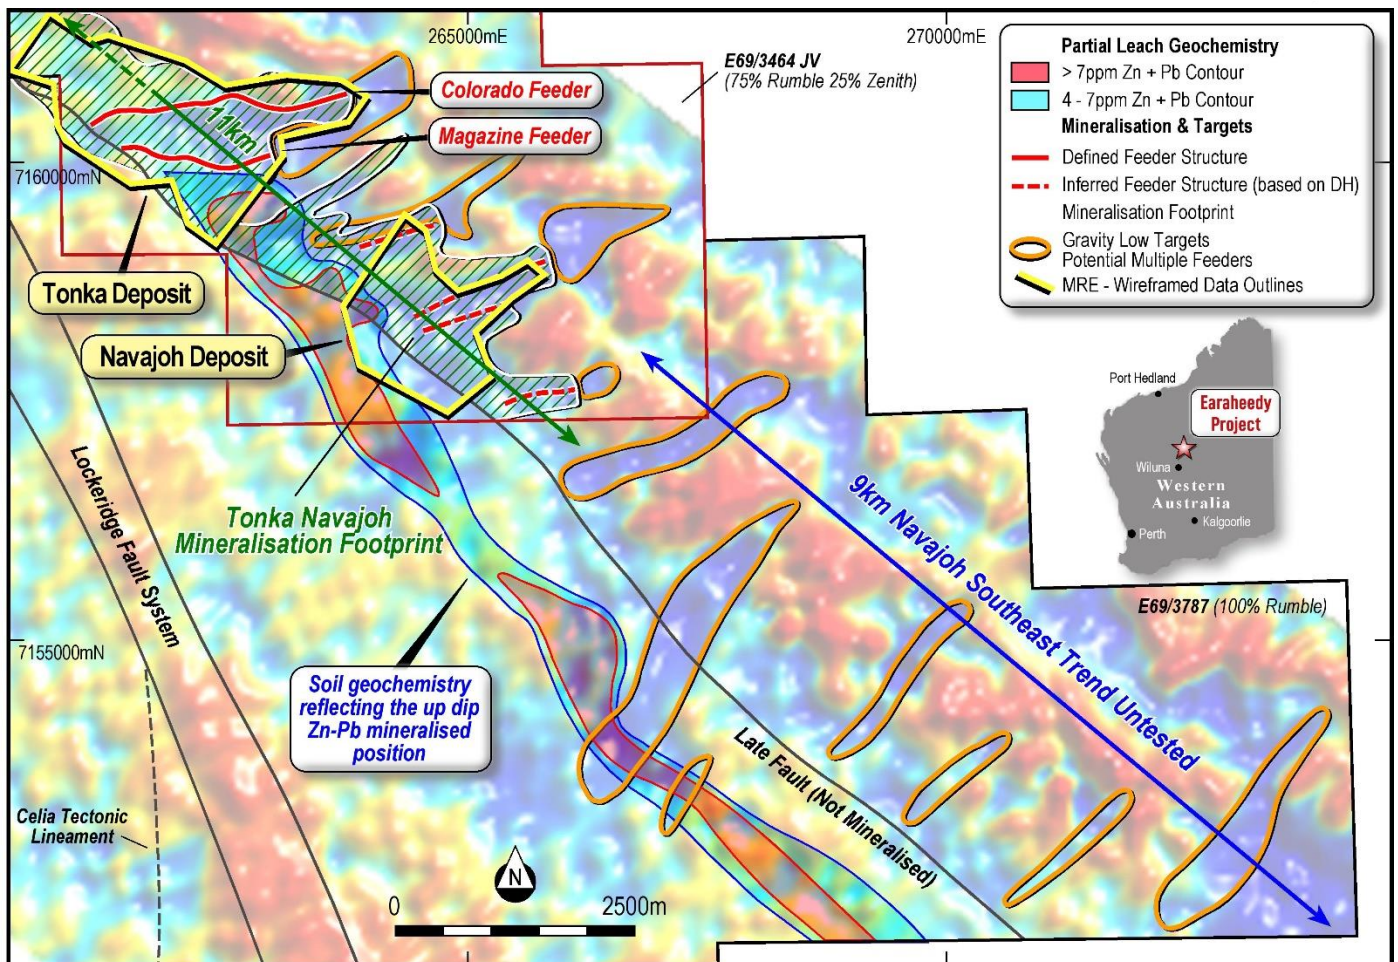 265000mE
270000mE
E69/3464 JV
(75% Rumble 25% Zenith)
Partial Leach Geochemistry
> 7ppm Zn + Pb Contour
4 - 7ppm Zn + Pb Contour
Mineralisation & Targets
Defined Feeder Structure
Inferred Feeder Structure (based on DH)
Mineralisation Footprint
Gravity Low Targets
Potential Multiple Feeders
MRE - Wireframed Data Outlines
Colorado Feeder
Magazine Feeder
11km
7160000mN
Tonka Deposit
Navajoh Deposit
Port Hedland
Earaheedy
Project
Wiluna
Western
Australia
Kalgoorlie
Perth
Tonka Navajoh
Mineralisation Footprint
Lockeridge Fault System
9km Navajoh Southeast Trend Untested
E69/3787 (100% Rumble)
7155000mN
Soil geochemistry
reflecting the up dip
Zn-Pb mineralised
position
Late Fault (Not Mineralised)
Celia Tectonic
Lineament
N
0
2500m